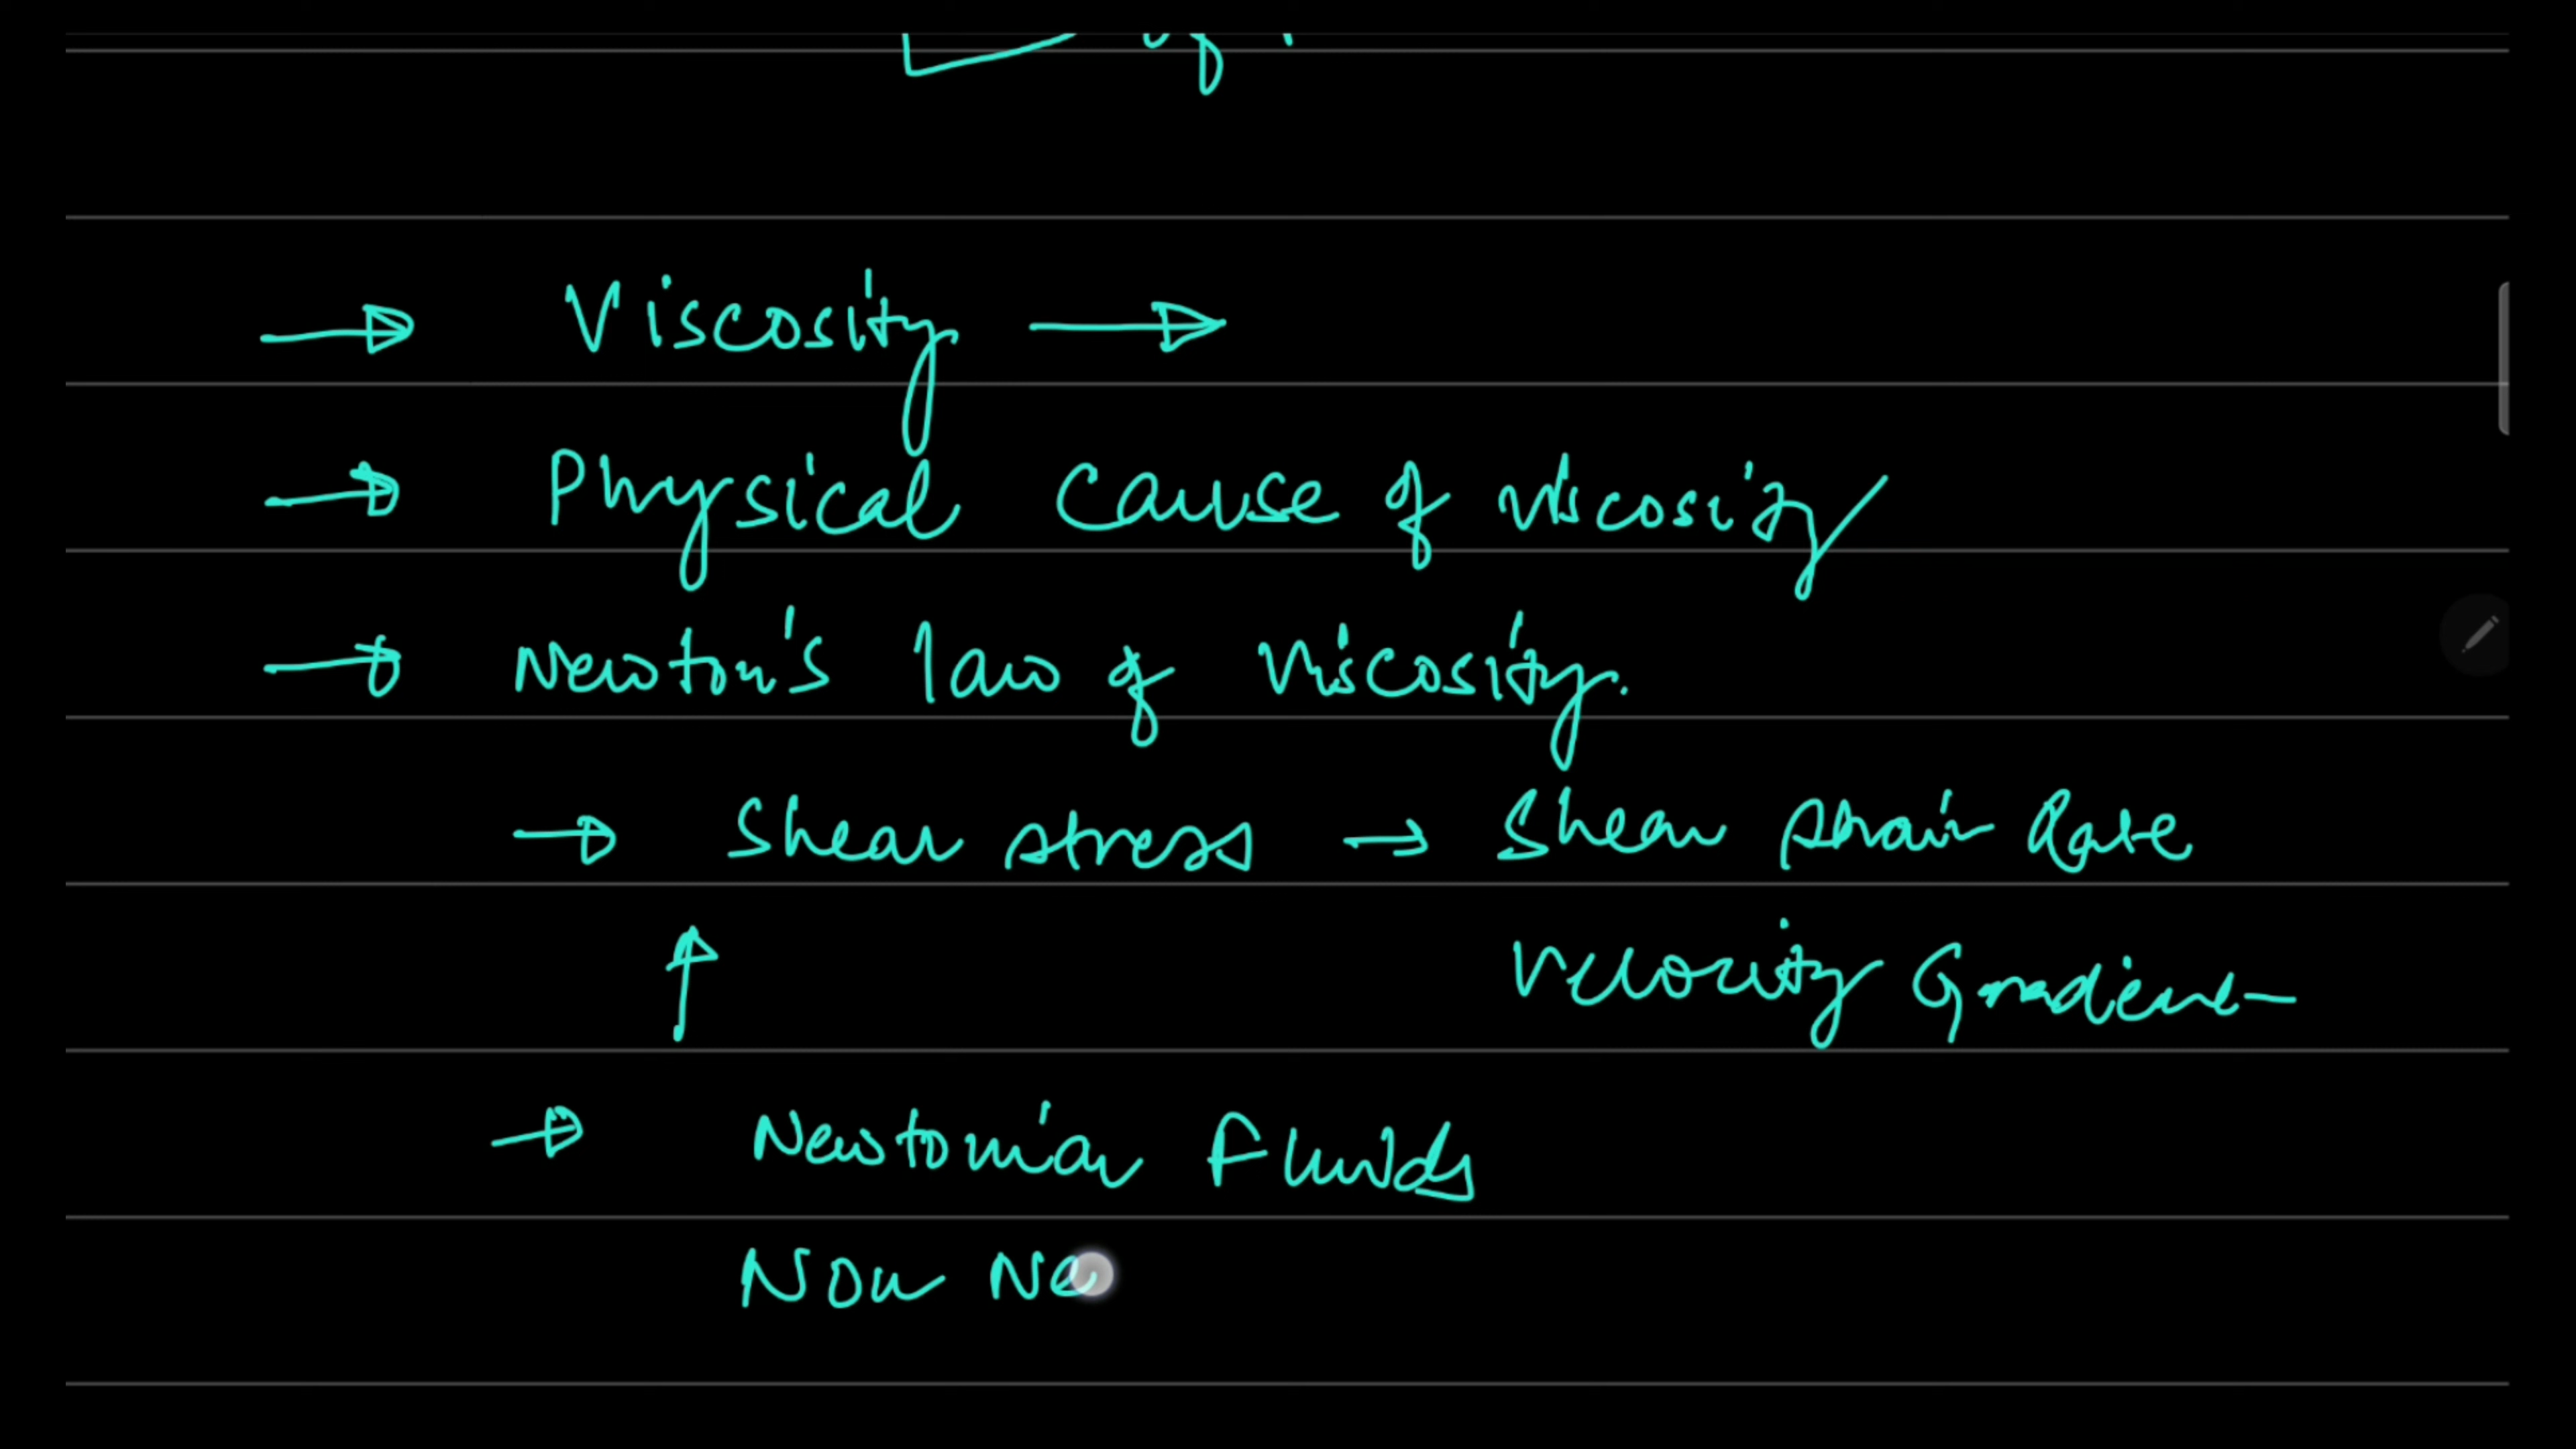 → Viscosity →
→ Physical cause of viscosity
→ Newton's law of viscosity.
→ Shear stress → Shear strain Rate
↑ Velocity Gradient
→ Newtonian Fluids
Non Ne